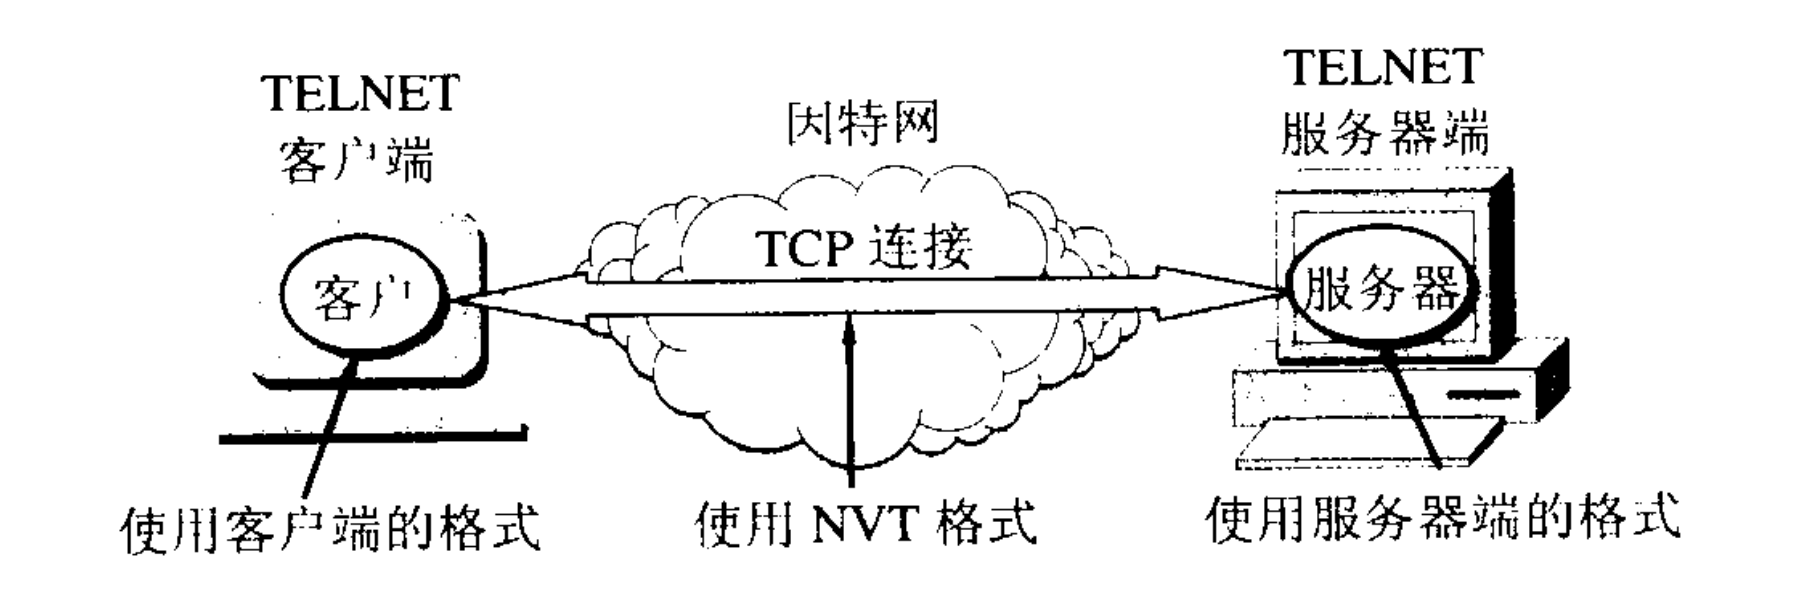 TELNET
客户端
因特网
TELNET
服务器端
TCP 连接
客户
服务器
使用客户端的格式
使用 NVT 格式
使用服务器端的格式